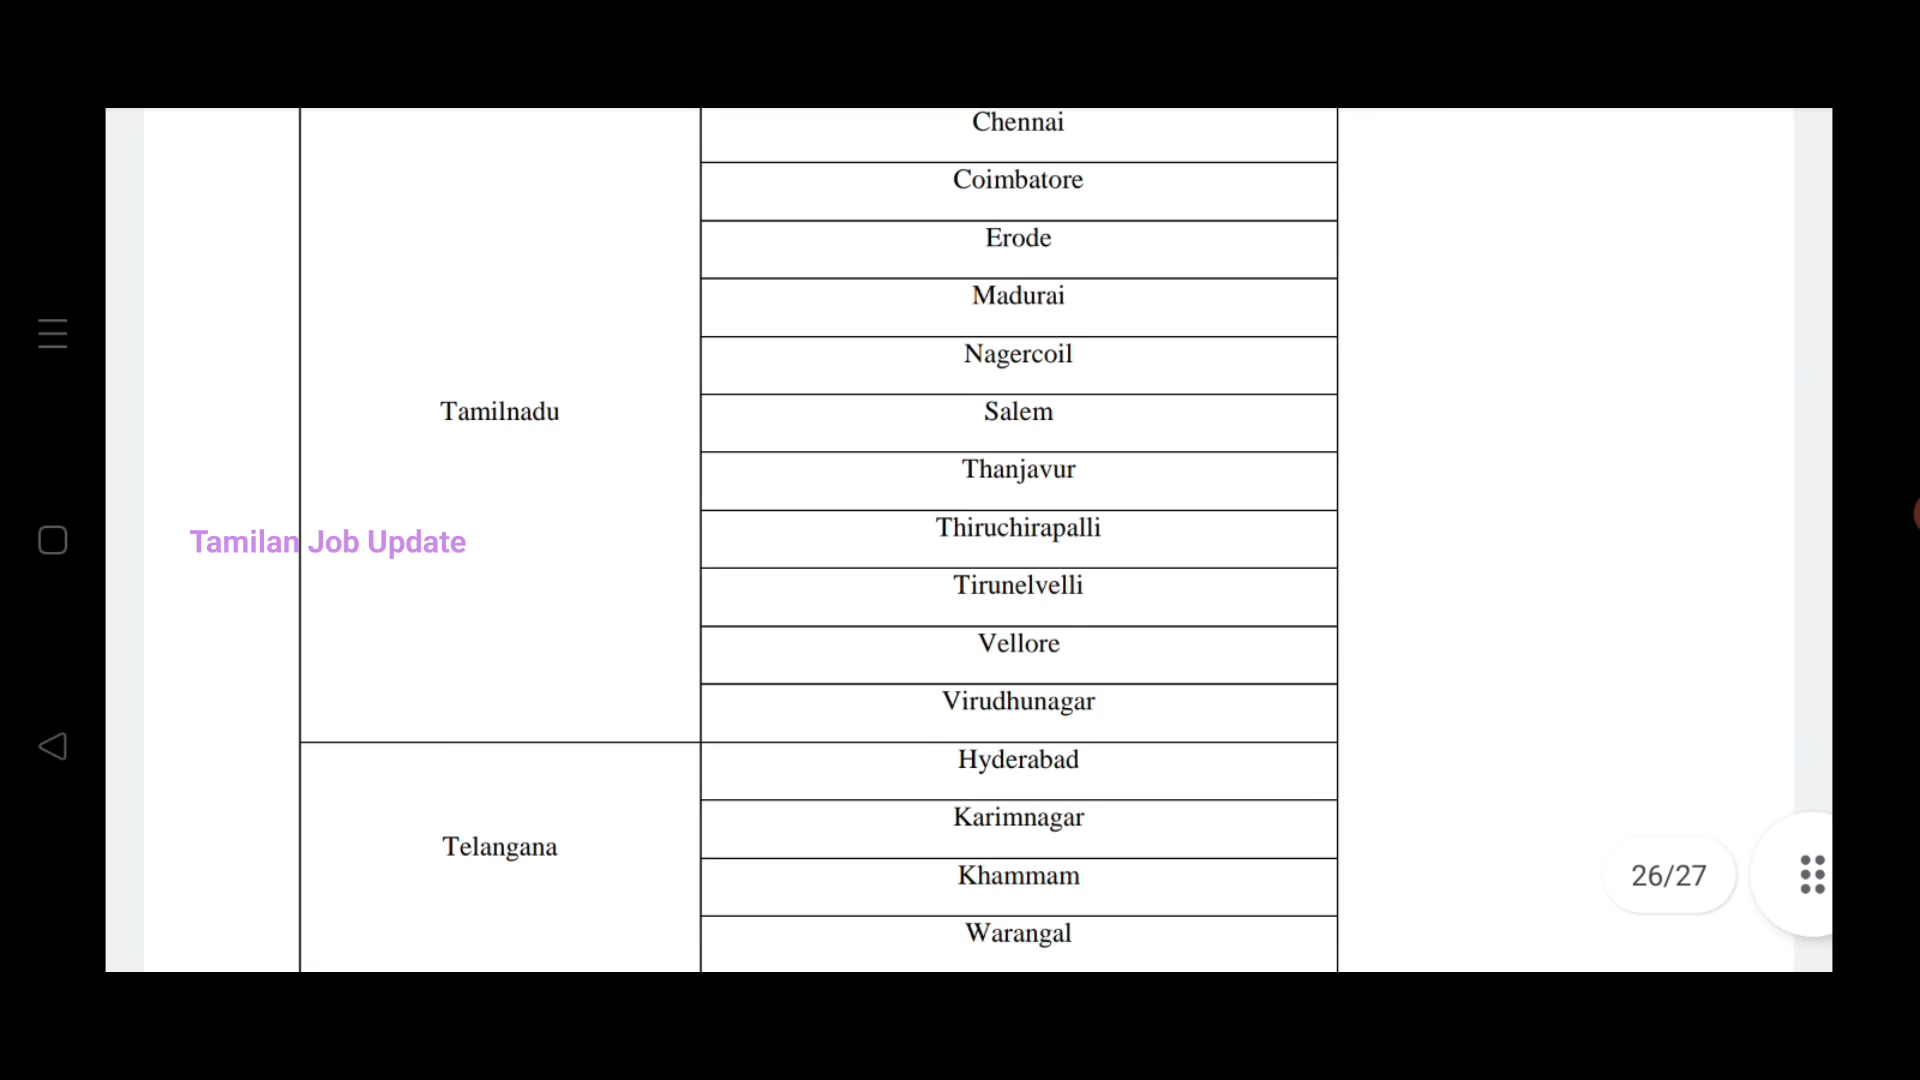 Chennai
Coimbatore
Erode
Madurai
Nagercoil
Tamilnadu
Salem
Thanjavur
Thiruchirapalli
Tamilan Job Update
Tirunelvelli
Vellore
Virudhunagar
Hyderabad
Karimnagar
Telangana
Khammam
26/27
Warangal